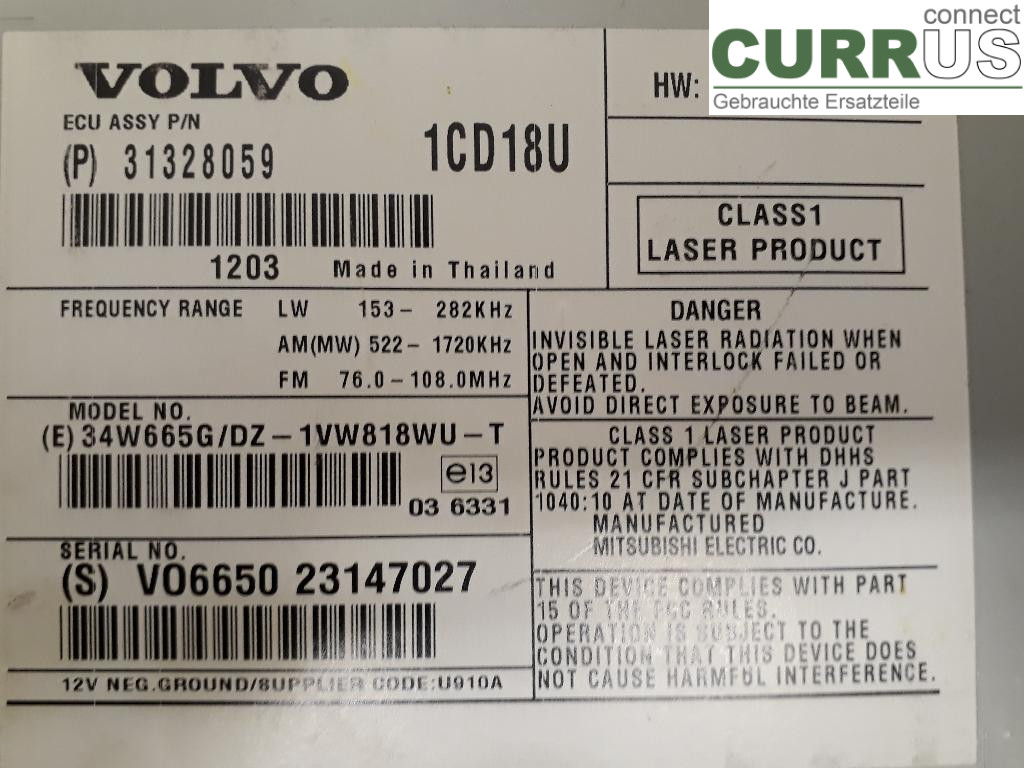 connect
CURRUS
Gebrauchte Ersatzteile
VOLVO
ECU ASSY P/N
(P) 31328059
1CD18U
HW:
1203 Made in Thailand
CLASS1
LASER PRODUCT
FREQUENCY RANGE LW 153– 282KHz
AM(MW) 522– 1720KHz
FM 76.0–108.0MHz
MODEL NO.
(E) 34W665G/DZ–1VW818WU–T
e13
03 6331
SERIAL NO.
(S) VO6650 23147027
12V NEG.GROUND/SUPPLIER CODE:U910A
DANGER
INVISIBLE LASER RADIATION WHEN
OPEN AND INTERLOCK FAILED OR
DEFEATED.
AVOID DIRECT EXPOSURE TO BEAM.
CLASS 1 LASER PRODUCT
PRODUCT COMPLIES WITH DHHS
RULES 21 CFR SUBCHAPTER J PART
1040:10 AT DATE OF MANUFACTURE.
MANUFACTURED
MITSUBISHI ELECTRIC CO.
THIS DEVICE COMPLIES WITH PART
15 OF THE FCC RULES.
OPERATION IS SUBJECT TO THE
CONDITION THAT THIS DEVICE DOES
NOT CAUSE HARMFUL INTERFERENCE.